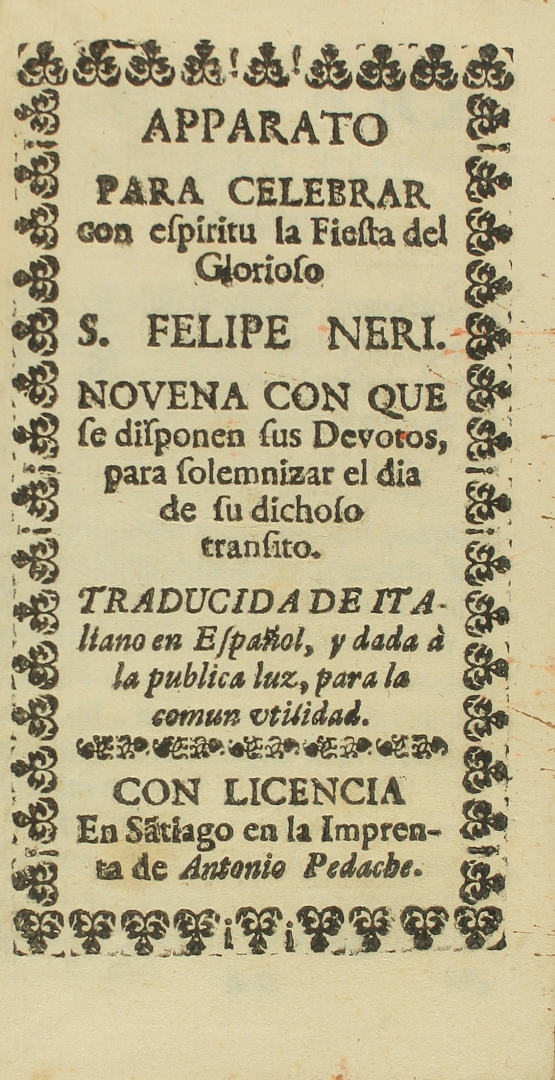 APPARATO
PARA CELEBRAR
con eſpiritu la Fieſta del
Glorioſo
S. FELIPE NERI.
NOVENA CON QUE
ſe diſponen ſus Devotos,
para ſolemnizar el dia
de ſu dichoſo
tranſito.
TRADUCIDA DE ITA-
liano en Eſpañol, y dada à
la publica luz, para la
comun vtilidad.
CON LICENCIA
En Sãtiago en la Impren-
ta de Antonio Pedache.